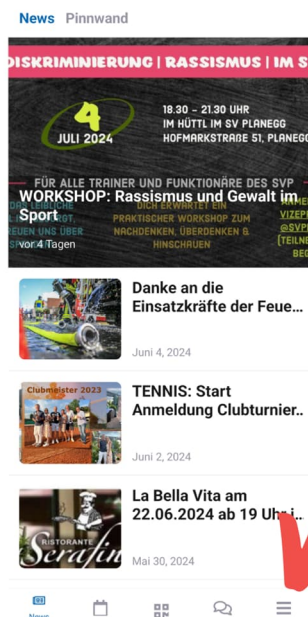 News Pinnwand
DISKRIMINIERUNG | RASSISMUS | IM S
4
JULI 2024
18.30 - 21.30 UHR
IM HÜTTL IM SV PLANEGG
HOFMARKSTRAßE 51, PLANEGG
FÜR ALLE TRAINER UND FUNKTIONÄRE DES SVP
WORKSHOP: Rassismus und Gewalt im
Sport
DICH ERWARTET EIN
PRAKTISCHER WORKSHOP ZUM
NACHDENKEN, ÜBERDENKEN &
HINSCHAUEN
VIZEP
@SVP
(TEILNE
BEG
vor 4 Tagen
Danke an die
Einsatzkräfte der Feue...
Juni 4, 2024
Clubmeister 2023
TENNIS: Start
Anmeldung Clubturnier..
Juni 2, 2024
La Bella Vita am
22.06.2024 ab 19 Uhr i..
RISTORANTE
Serafin
Mai 30, 2024
News